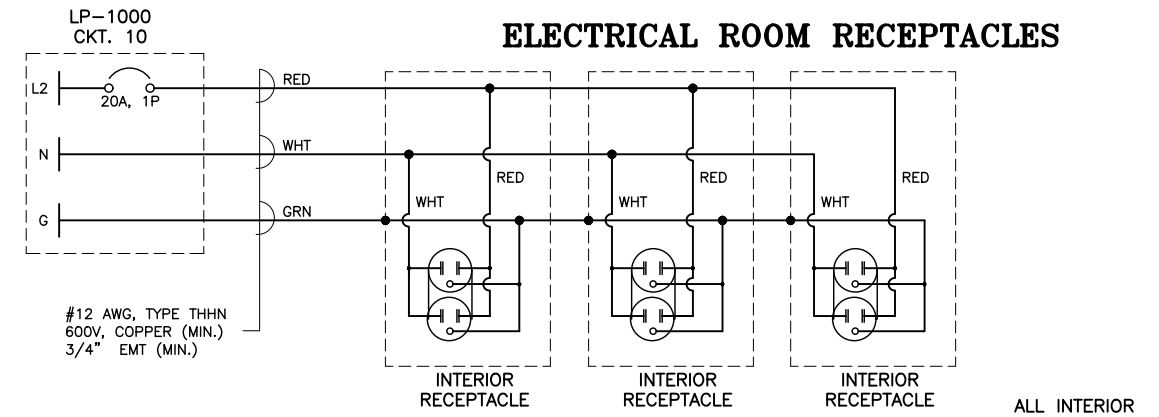 LP-1000
CKT. 10
ELECTRICAL ROOM RECEPTACLES
L2
20A, 1P
RED
N
WHT
G
GRN
RED
RED
RED
WHT
WHT
WHT
#12 AWG, TYPE THHN
600V, COPPER (MIN.)
3/4" EMT (MIN.)
INTERIOR
RECEPTACLE
INTERIOR
RECEPTACLE
INTERIOR
RECEPTACLE
ALL INTERIOR